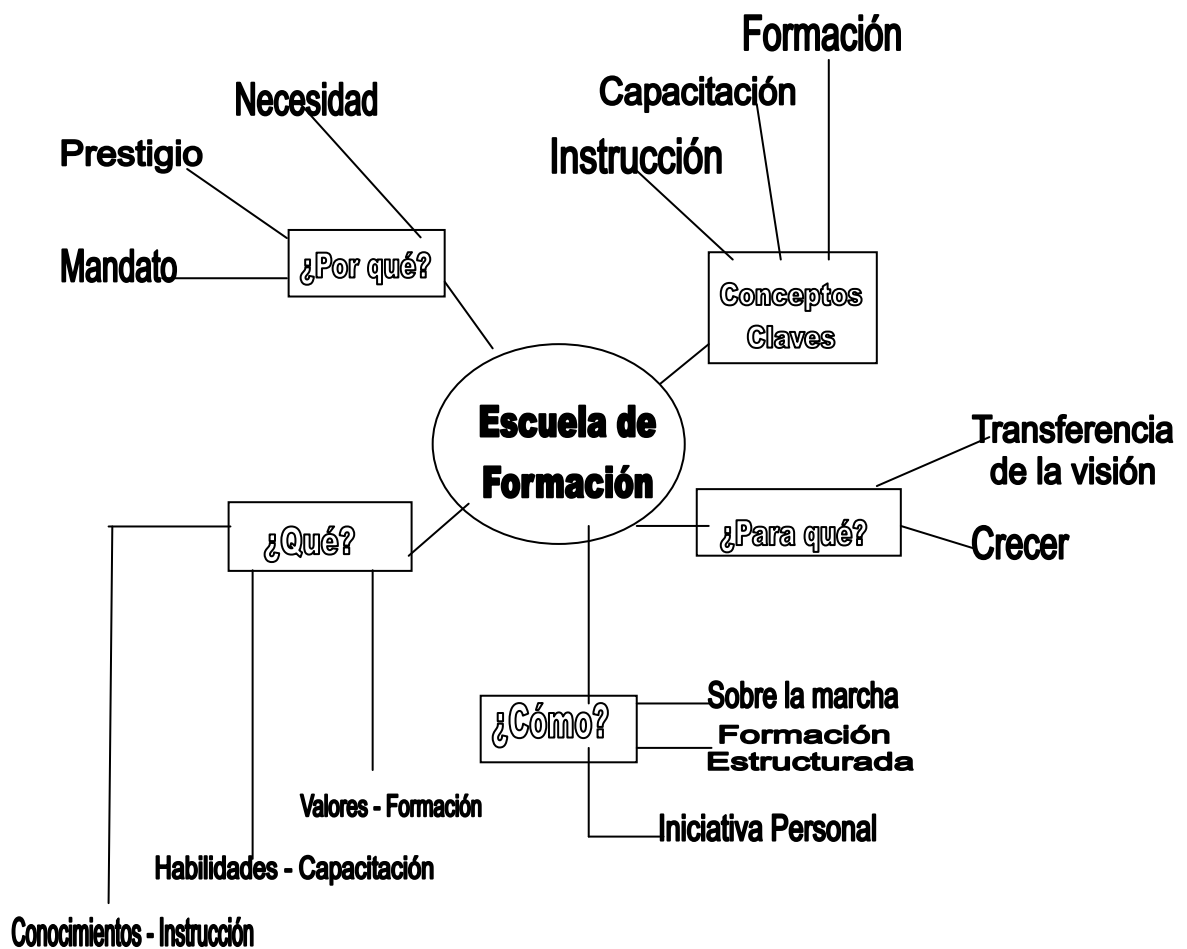 Formación
Capacitación
Necesidad
Instrucción
Prestigio
Mandato
¿Por qué?
Conceptos
Claves
Escuela de
Formación
Transferencia
de la visión
¿Qué?
¿Para qué?
Crecer
Sobre la marcha
¿Cómo?
Formación
Estructurada
Valores - Formación
Iniciativa Personal
Habilidades - Capacitación
Conocimientos - Instrucción